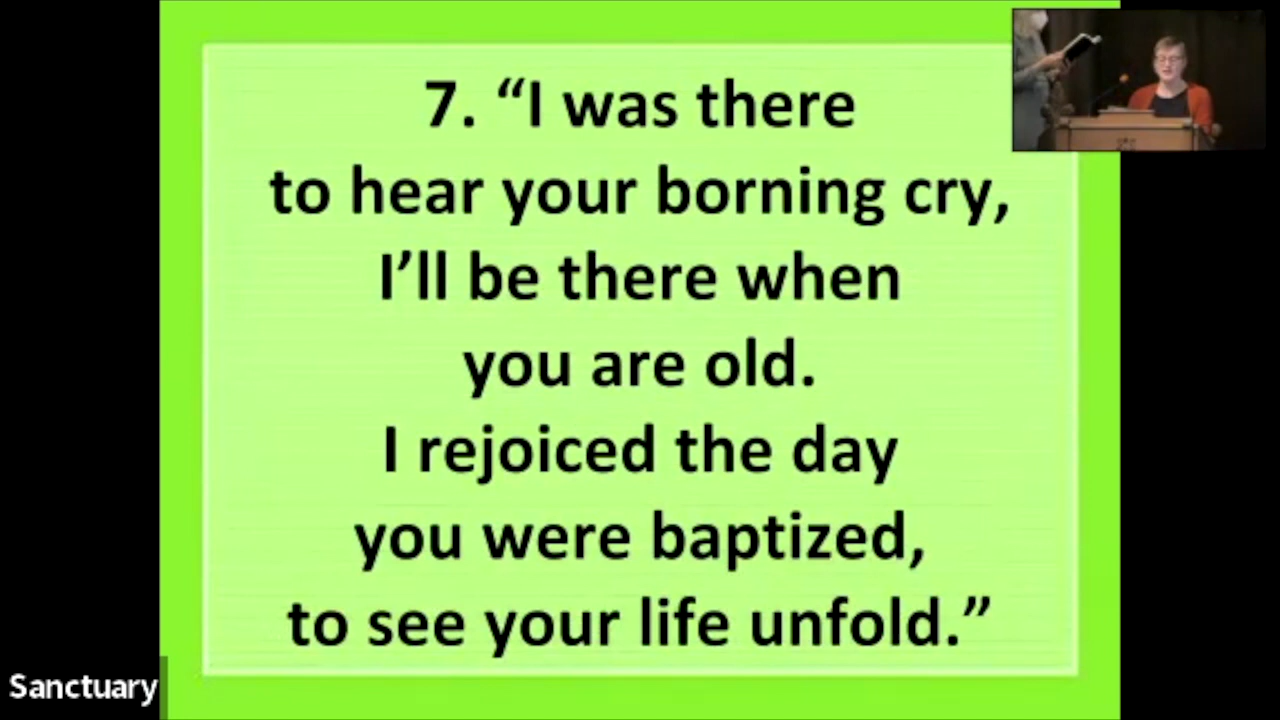 7. “I was there
to hear your borning cry,
I’ll be there when
you are old.
I rejoiced the day
you were baptized,
to see your life unfold.”
Sanctuary